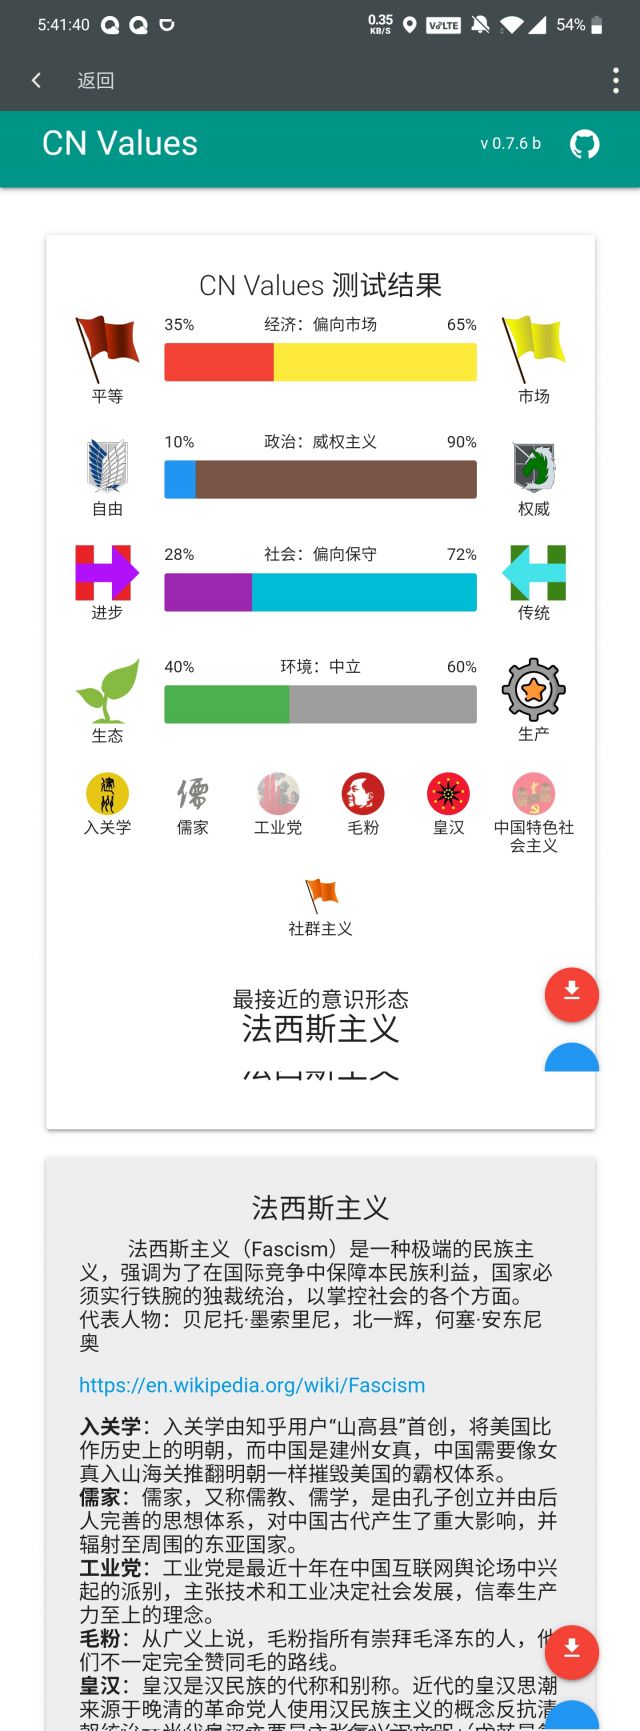 5:41:40
0.35
KB/S
VoLTE
54%
返回
CN Values
v 0.7.6 b
CN Values 测试结果
35% 经济：偏向市场 65%
平等 市场
10% 政治：威权主义 90%
自由 权威
28% 社会：偏向保守 72%
进步 传统
40% 环境：中立 60%
生态 生产
入关学 儒家 工业党 毛粉 皇汉 中国特色社
会主义
社群主义
最接近的意识形态
法西斯主义
法西斯主义
法西斯主义（Fascism）是一种极端的民族主
义，强调为了在国际竞争中保障本民族利益，国家必
须实行铁腕的独裁统治，以掌控社会的各个方面。
代表人物：贝尼托·墨索里尼，北一辉，何塞·安东尼
奥
https://en.wikipedia.org/wiki/Fascism
入关学：入关学由知乎用户“山高县”首创，将美国比
作历史上的明朝，而中国是建州女真，中国需要像女
真入山海关推翻明朝一样摧毁美国的霸权体系。
儒家：儒家，又称儒教、儒学，是由孔子创立并由后
人完善的思想体系，对中国古代产生了重大影响，并
辐射至周围的东亚国家。
工业党：工业党是最近十年在中国互联网舆论场中兴
起的派别，主张技术和工业决定社会发展，信奉生产
力至上的理念。
毛粉：从广义上说，毛粉指所有崇拜毛泽东的人，他
们不一定完全赞同毛的路线。
皇汉：皇汉是汉民族的代称和别称。近代的皇汉思潮
来源于晚清的革命党人使用汉民族主义的概念反抗清